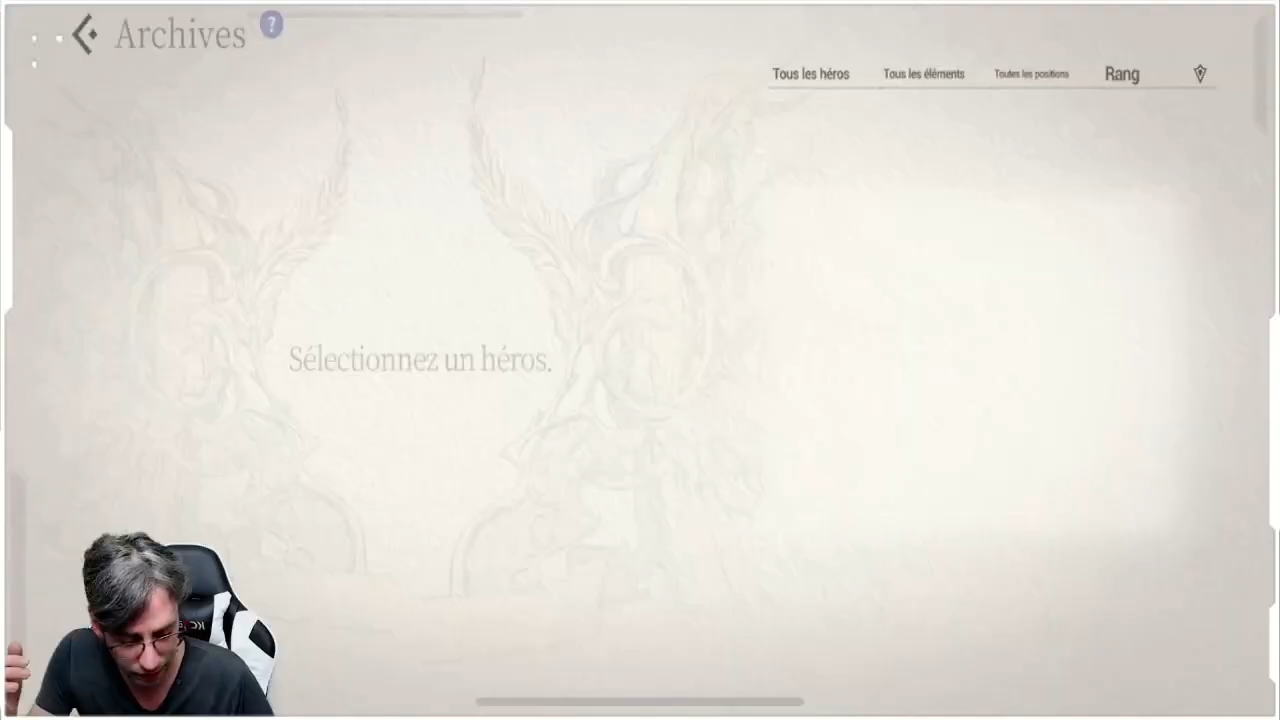 Archives
?
Tous les héros Tous les éléments Toutes les positions Rang
Sélectionnez un héros.